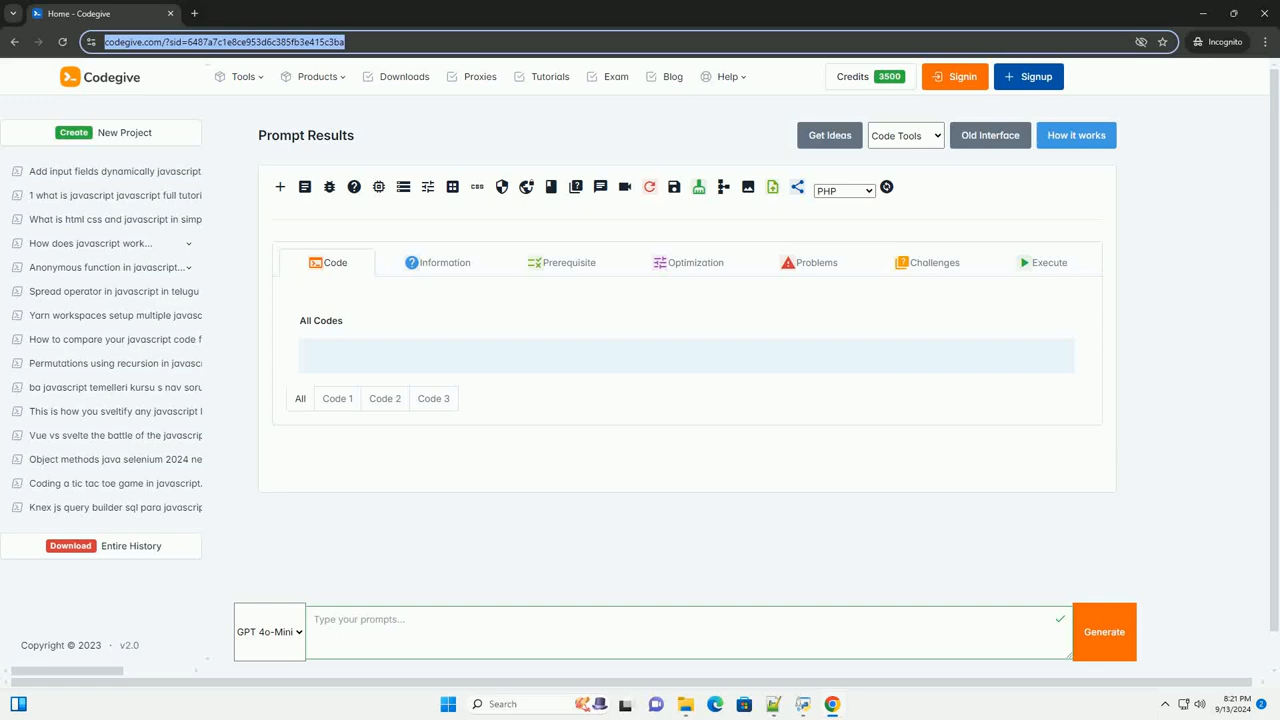 Home - Codegive
codegive.com/?sid=6487a7c1e8ce953d6c385fb3e415c3ba
Incognito
Codegive
Tools
Products
Downloads
Proxies
Tutorials
Exam
Blog
Help
Credits 3500
Signin
Signup
Create New Project
Add input fields dynamically javascript
1 what is javascript javascript full tutori
What is html css and javascript in simp
How does javascript work...
Anonymous function in javascript...
Spread operator in javascript in telugu
Yarn workspaces setup multiple javasc
How to compare your javascript code f
Permutations using recursion in javasc
ba javascript temelleri kursu s nav soru
This is how you sveltify any javascript l
Vue vs svelte the battle of the javascrip
Object methods java selenium 2024 ne
Coding a tic tac toe game in javascript.
Knex js query builder sql para javascrip
Download Entire History
Copyright © 2023 · v2.0
Prompt Results
Get Ideas
Code Tools
Old Interface
How it works
css
PHP
Code
Information
Prerequisite
Optimization
Problems
Challenges
Execute
All Codes
All
Code 1
Code 2
Code 3
GPT 4o-Mini
Type your prompts...
Generate
Search
8:21 PM
9/13/2024
2